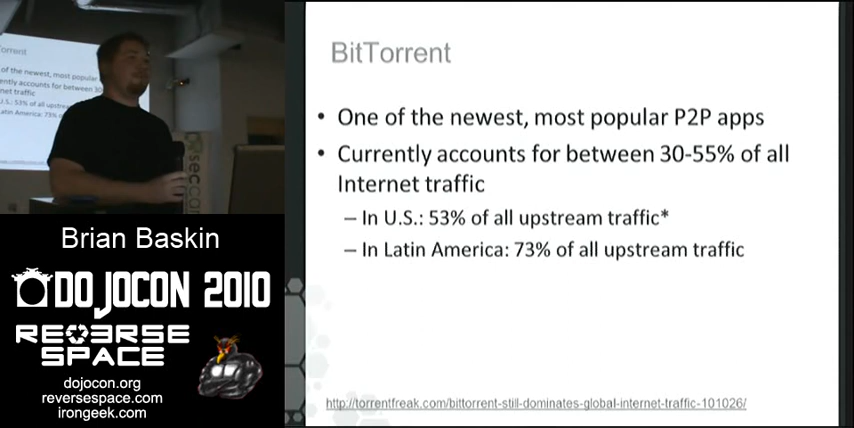 BitTorrent
• One of the newest, most popular P2P apps
• Currently accounts for between 30-55% of all
Internet traffic
– In U.S.: 53% of all upstream traffic*
– In Latin America: 73% of all upstream traffic
http://torrentfreak.com/bittorrent-still-dominates-global-internet-traffic-101026/
Brian Baskin
DOJOCON 2010
REVERSE
SPACE
dojocon.org
reversespace.com
irongeek.com